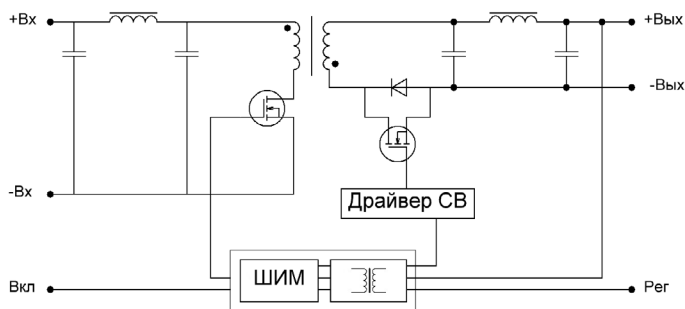 +Вх
+Вых
-Вых
-Вх
Драйвер СВ
ШИМ
Вкл
Рег